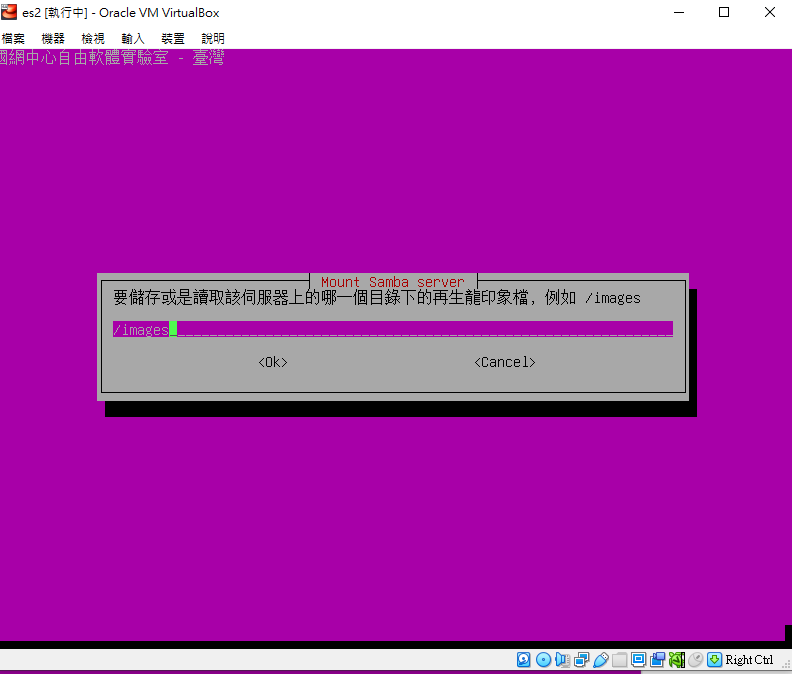 es2 [執行中] - Oracle VM VirtualBox
檔案 機器 檢視 輸入 裝置 說明
國網中心自由軟體實驗室 - 臺灣
Mount Samba server
要儲存或是讀取該伺服器上的哪一個目錄下的再生龍印象檔, 例如 /images
/images
<Ok> <Cancel>
Right Ctrl